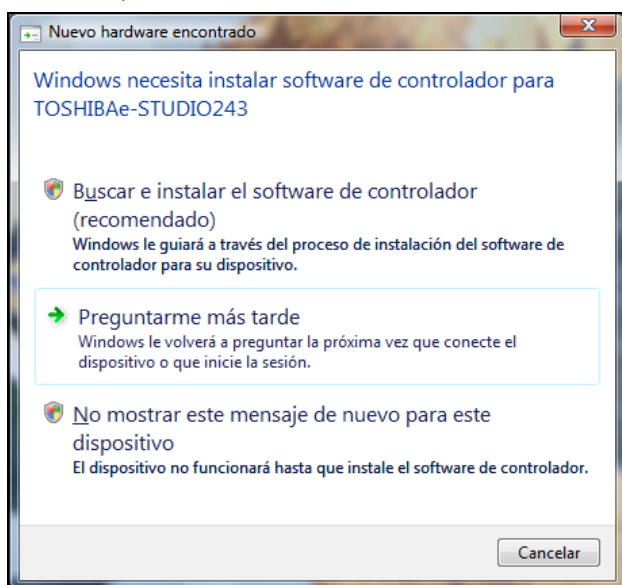 Nuevo hardware encontrado
Windows necesita instalar software de controlador para
TOSHIBAe-STUDIO243
Buscar e instalar el software de controlador
(recomendado)
Windows le guiará a través del proceso de instalación del software de
controlador para su dispositivo.
Preguntarme más tarde
Windows le volverá a preguntar la próxima vez que conecte el
dispositivo o que inicie la sesión.
No mostrar este mensaje de nuevo para este
dispositivo
El dispositivo no funcionará hasta que instale el software de controlador.
Cancelar